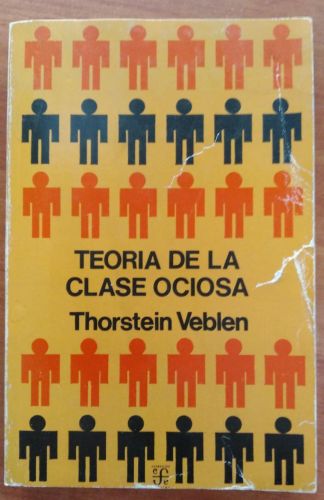 TEORIA DE LA
CLASE OCIOSA
Thorstein Veblen